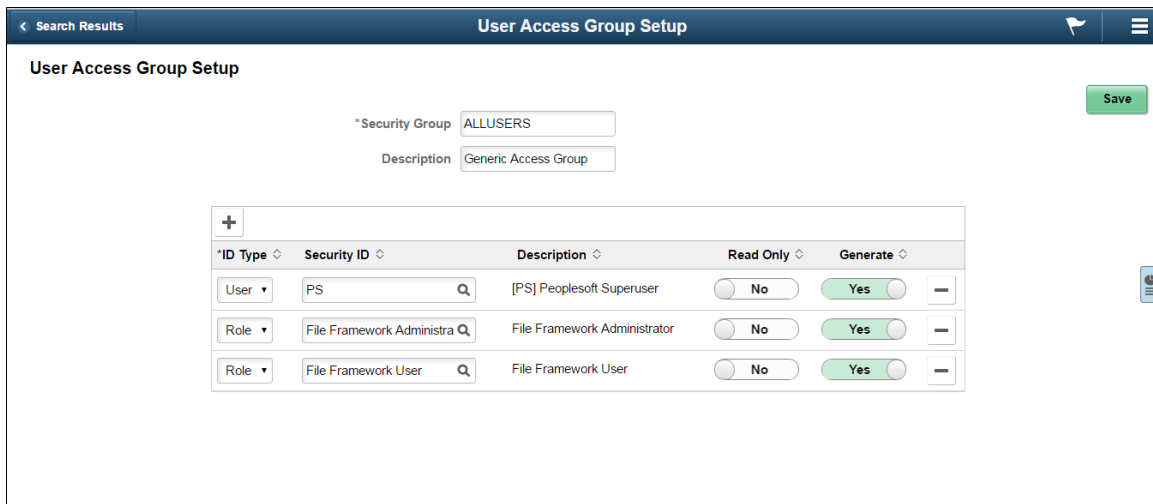 Search Results
User Access Group Setup
User Access Group Setup
Save
*Security Group ALLUSERS
Description Generic Access Group
*ID Type Security ID Description Read Only Generate
User PS [PS] Peoplesoft Superuser No Yes
Role File Framework Administra File Framework Administrator No Yes
Role File Framework User File Framework User No Yes